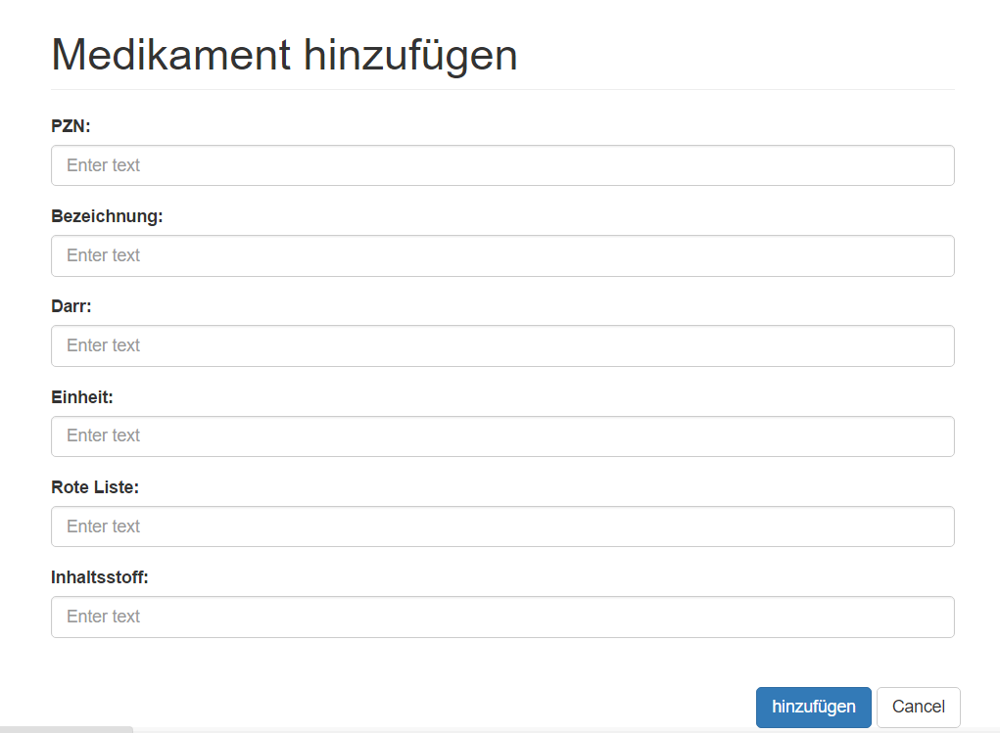 Medikament hinzufügen
PZN:
Enter text
Bezeichnung:
Enter text
Darr:
Enter text
Einheit:
Enter text
Rote Liste:
Enter text
Inhaltsstoff:
Enter text
hinzufügen Cancel